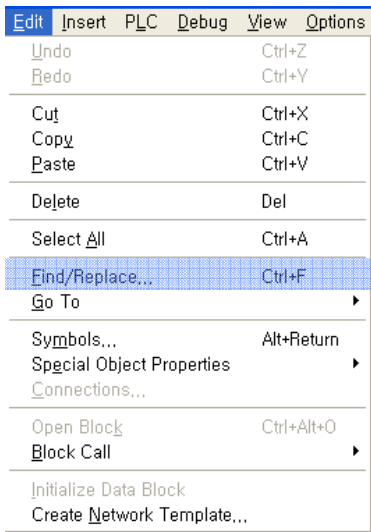 Edit Insert PLC Debug View Options
Undo Ctrl+Z
Redo Ctrl+Y
Cut Ctrl+X
Copy Ctrl+C
Paste Ctrl+V
Delete Del
Select All Ctrl+A
Find/Replace... Ctrl+F
Go To
Symbols... Alt+Return
Special Object Properties
Connections...
Open Block Ctrl+Alt+O
Block Call
Initialize Data Block
Create Network Template...